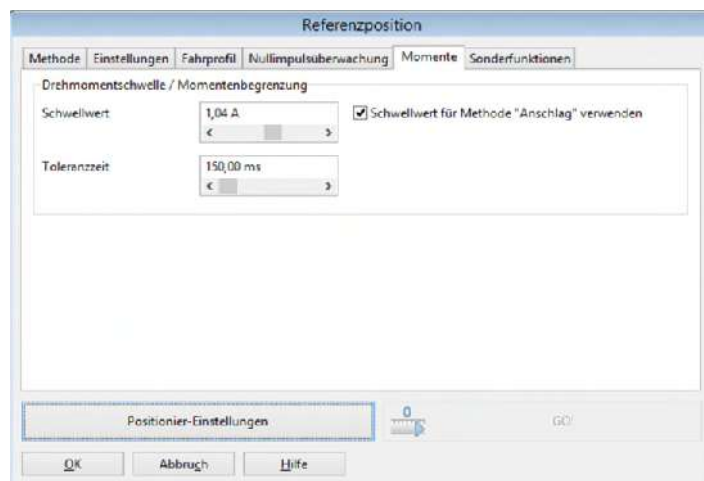 Referenzposition
Methode Einstellungen Fahrprofil Nullimpulsüberwachung Momente Sonderfunktionen
Drehmomentschwelle / Momentenbegrenzung
Schwellwert 1,04 A Schwellwert für Methode "Anschlag" verwenden
Toleranzzeit 150,00 ms
Positionier-Einstellungen 0 GO!
OK Abbruch Hilfe